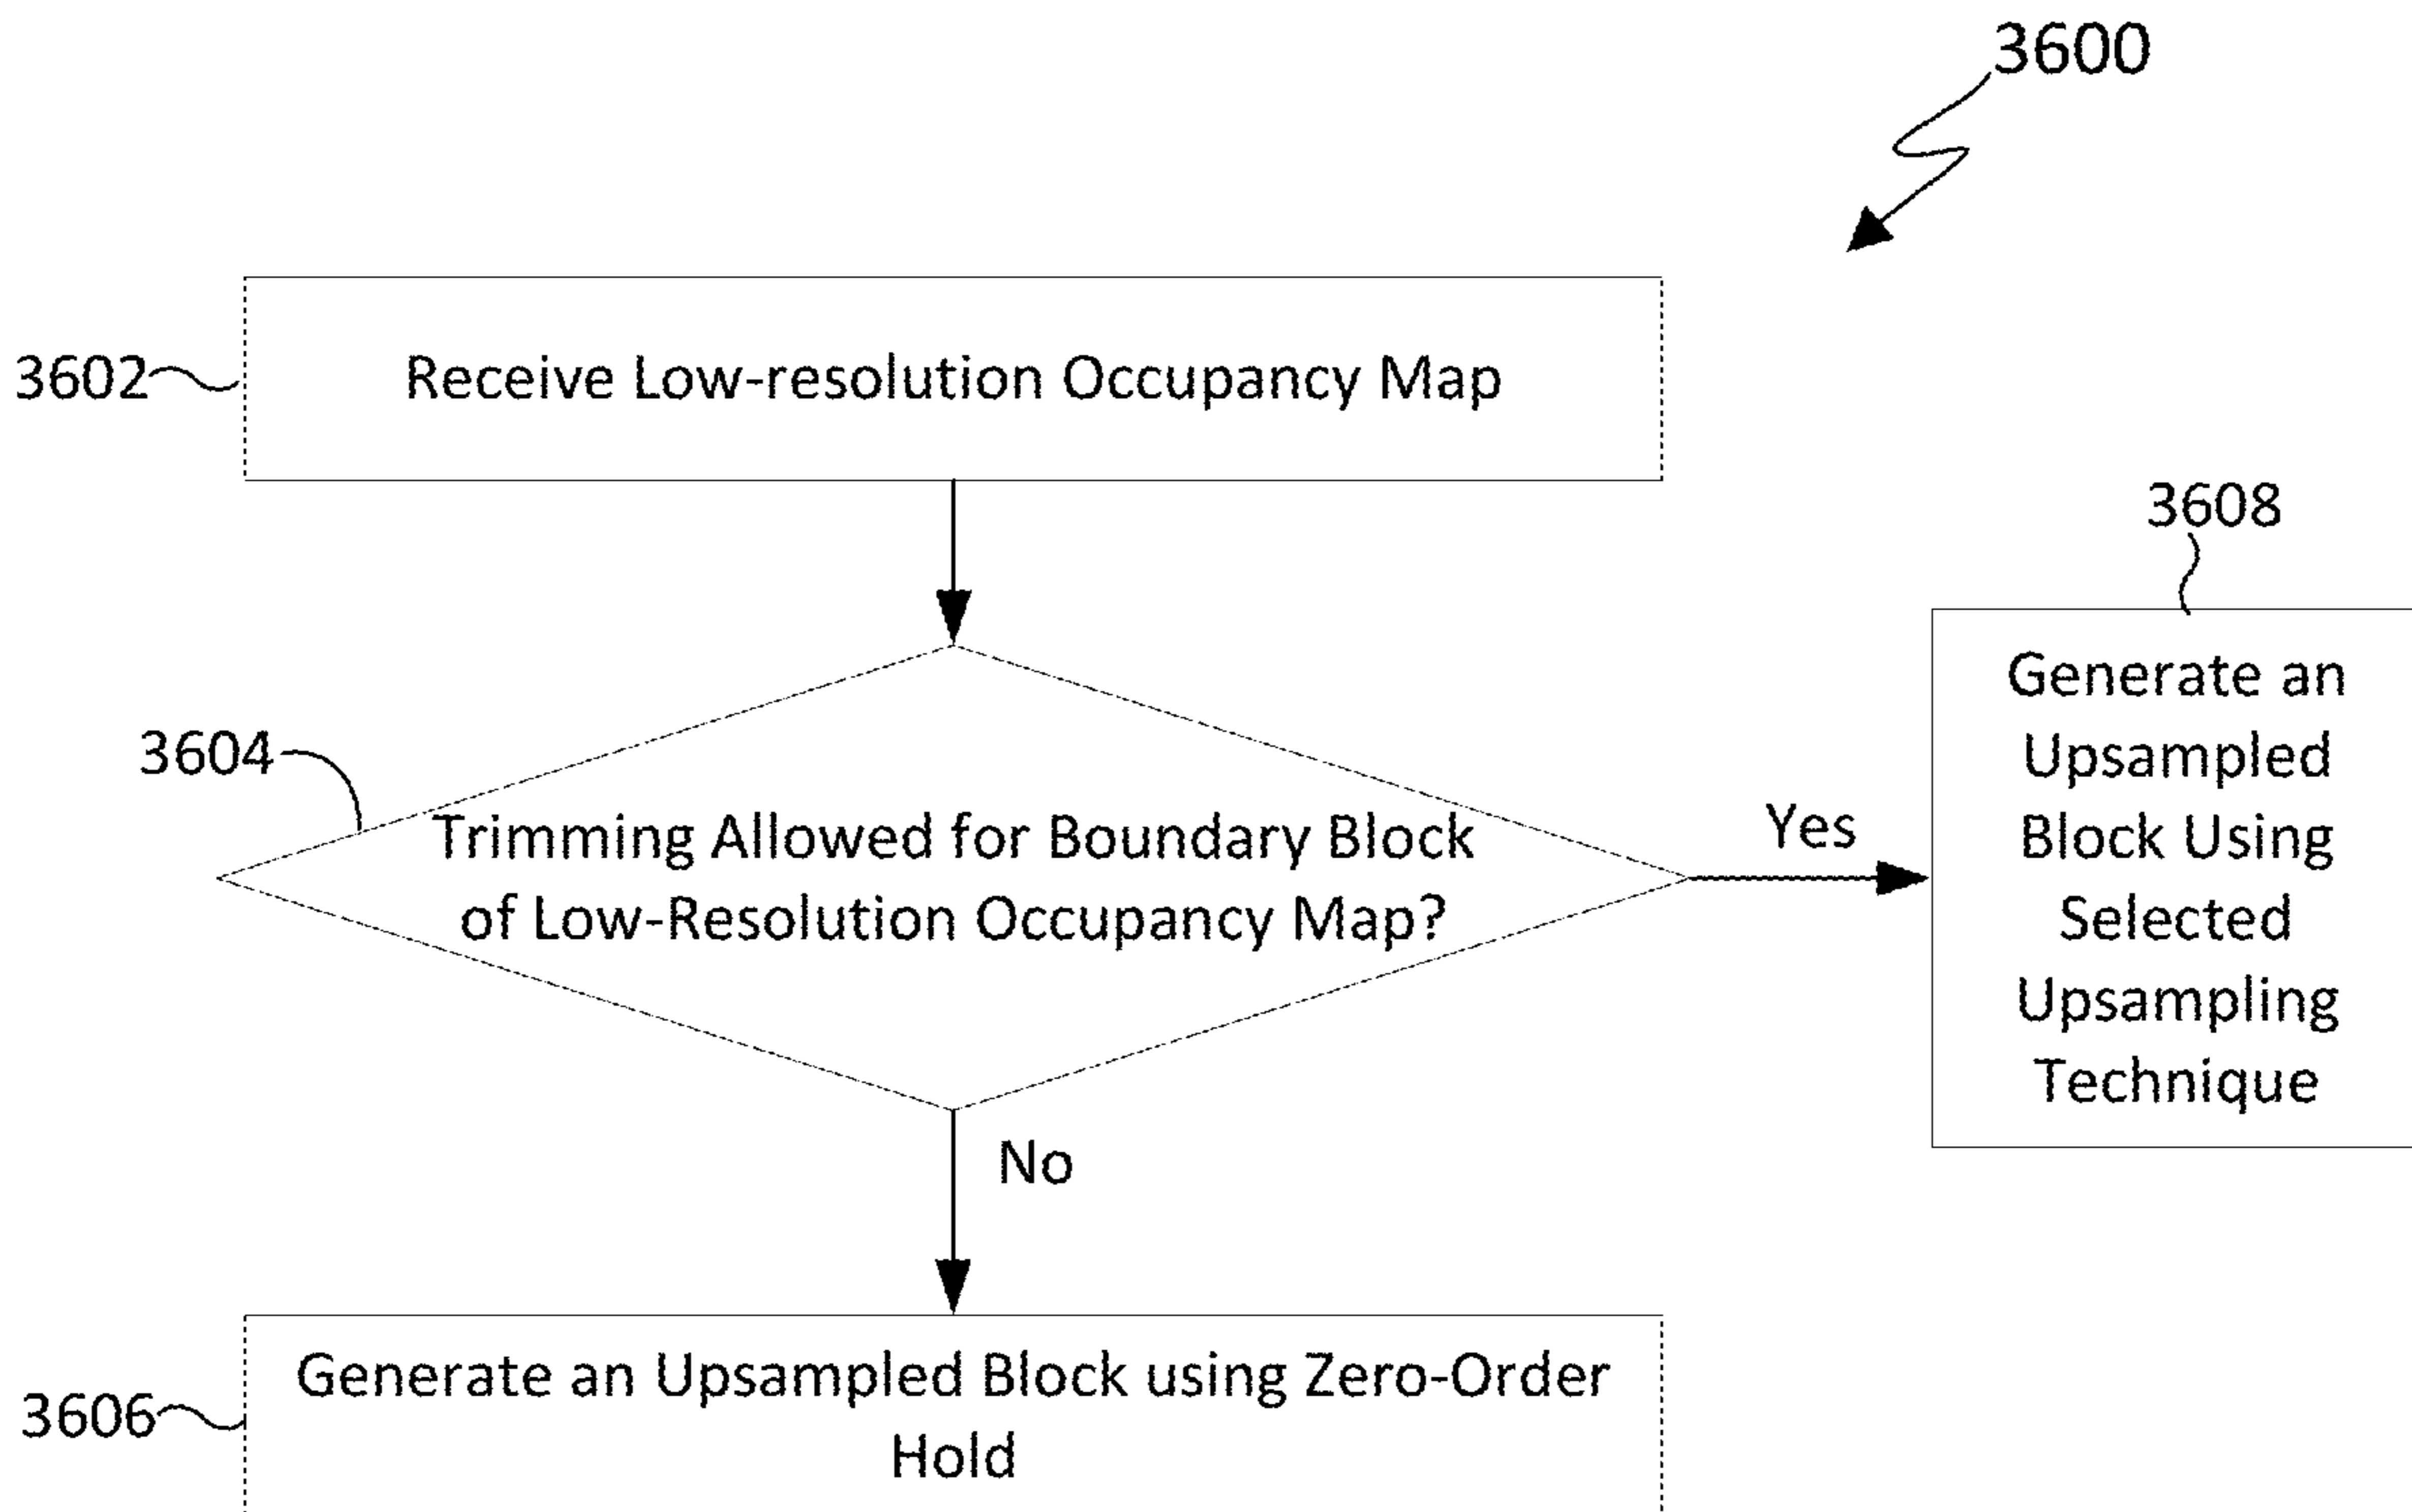 3600
3602
Receive Low-resolution Occupancy Map
3604
Trimming Allowed for Boundary Block
of Low-Resolution Occupancy Map?
Yes
3608
Generate an
Upsampled
Block Using
Selected
Upsampling
Technique
No
3606
Generate an Upsampled Block using Zero-Order
Hold